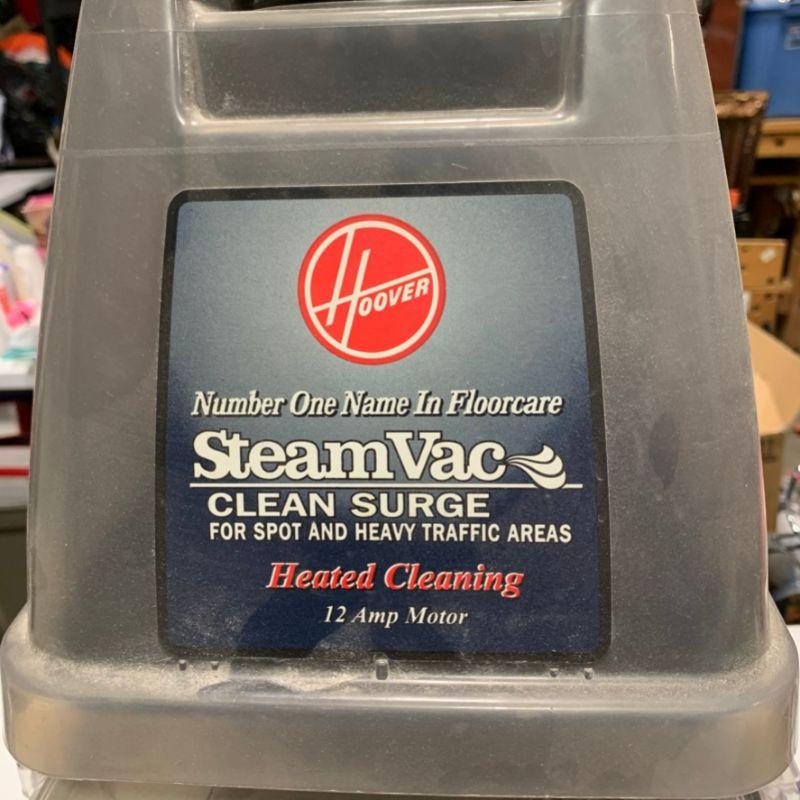 HOOVER
Number One Name In Floorcare
SteamVac
CLEAN SURGE
FOR SPOT AND HEAVY TRAFFIC AREAS
Heated Cleaning
12 Amp Motor